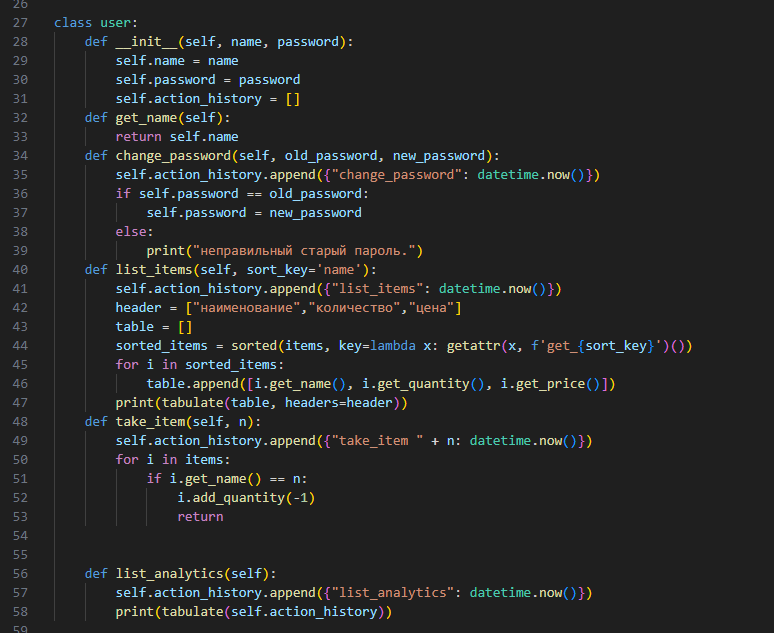 26
27 class user:
28     def __init__(self, name, password):
29         self.name = name
30         self.password = password
31         self.action_history = []
32     def get_name(self):
33         return self.name
34     def change_password(self, old_password, new_password):
35         self.action_history.append({"change_password": datetime.now()})
36         if self.password == old_password:
37             self.password = new_password
38         else:
39             print("неправильный старый пароль.")
40     def list_items(self, sort_key='name'):
41         self.action_history.append({"list_items": datetime.now()})
42         header = ["наименование","количество","цена"]
43         table = []
44         sorted_items = sorted(items, key=lambda x: getattr(x, f'get_{sort_key}')())
45         for i in sorted_items:
46             table.append([i.get_name(), i.get_quantity(), i.get_price()])
47         print(tabulate(table, headers=header))
48     def take_item(self, n):
49         self.action_history.append({"take_item " + n: datetime.now()})
50         for i in items:
51             if i.get_name() == n:
52                 i.add_quantity(-1)
53                 return
54
55
56     def list_analytics(self):
57         self.action_history.append({"list_analytics": datetime.now()})
58         print(tabulate(self.action_history))
59